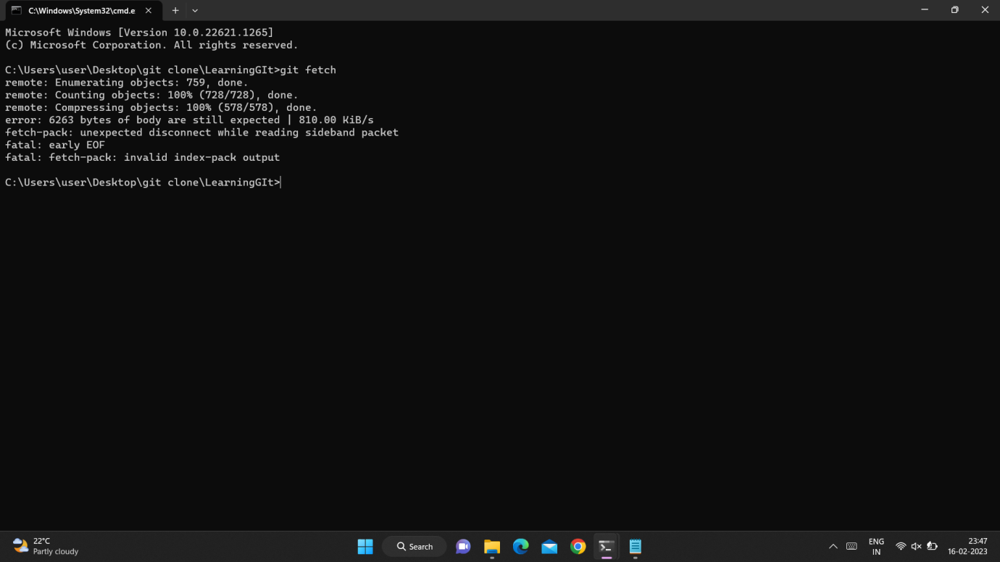 C:\Windows\System32\cmd.e
Microsoft Windows [Version 10.0.22621.1265]
(c) Microsoft Corporation. All rights reserved.
C:\Users\user\Desktop\git clone\LearningGIt>git fetch
remote: Enumerating objects: 759, done.
remote: Counting objects: 100% (728/728), done.
remote: Compressing objects: 100% (578/578), done.
error: 6263 bytes of body are still expected | 810.00 KiB/s
fetch-pack: unexpected disconnect while reading sideband packet
fatal: early EOF
fatal: fetch-pack: invalid index-pack output
C:\Users\user\Desktop\git clone\LearningGIt>
22°C
Partly cloudy
Search
ENG
IN
23:47
16-02-2023